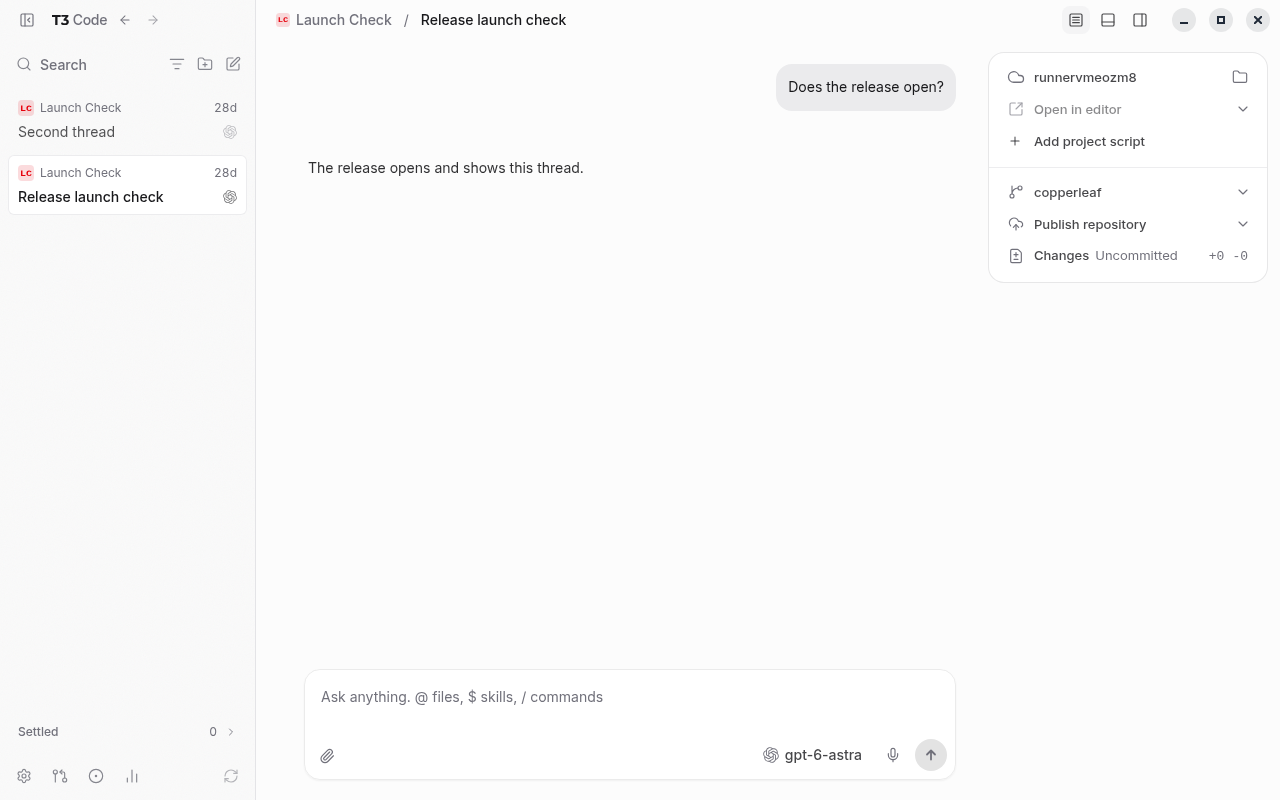 T3 Code
Search
LC Launch Check 28d
Second thread
LC Launch Check 28d
Release launch check
Settled 0
LC Launch Check / Release launch check
Does the release open?
The release opens and shows this thread.
Ask anything. @ files, $ skills, / commands
gpt-6-astra
runnervmeozm8
Open in editor
Add project script
copperleaf
Publish repository
Changes Uncommitted +0 -0